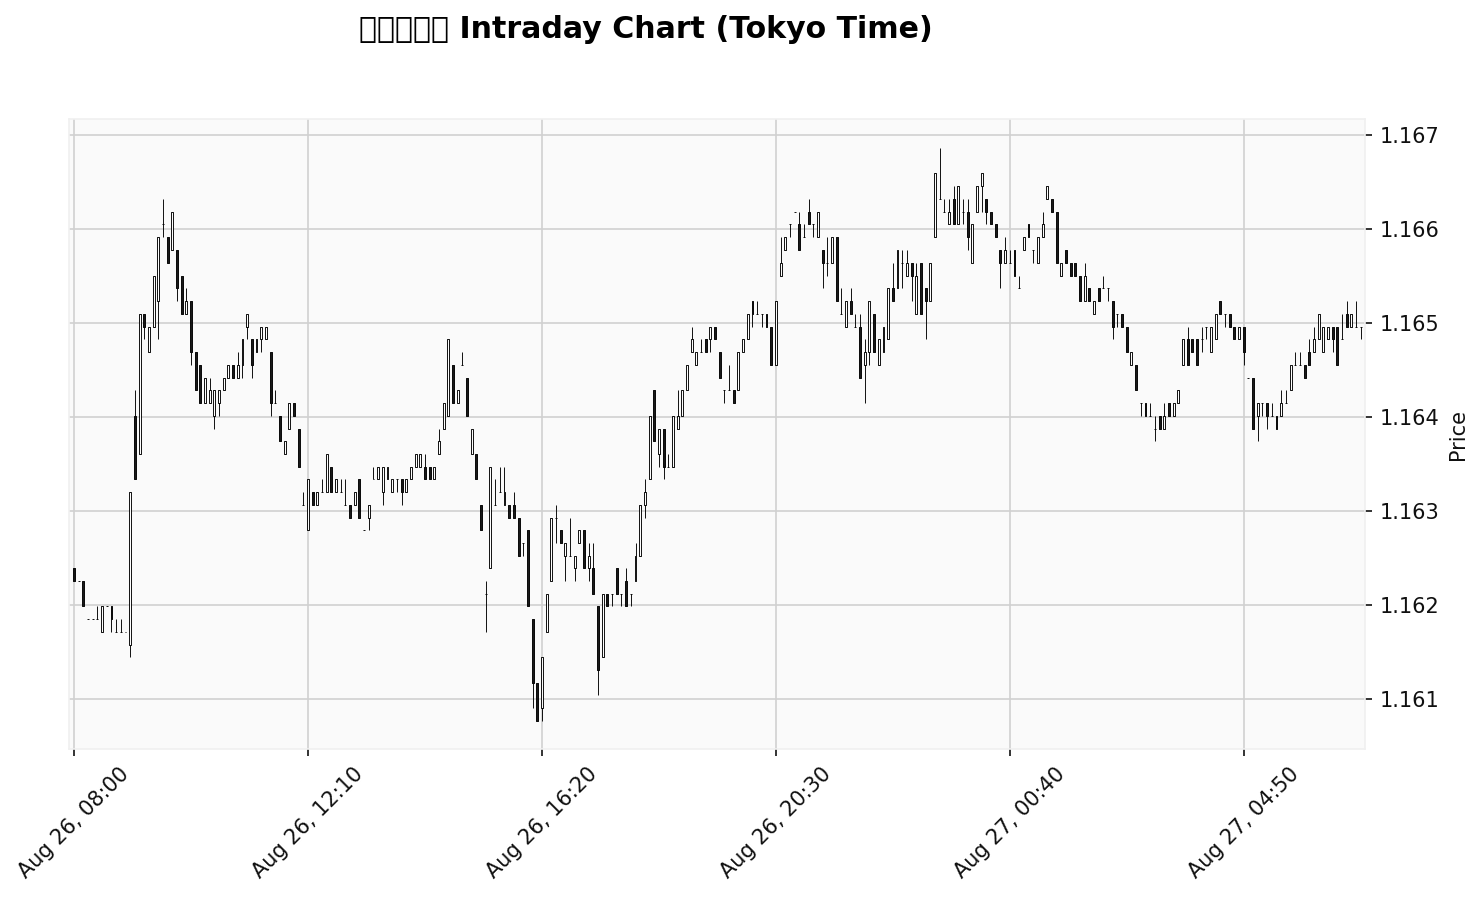 Intraday Chart (Tokyo Time)
1.167
1.166
1.165
1.164
1.163
1.162
1.161
Price
Aug 26, 08:00
Aug 26, 12:10
Aug 26, 16:20
Aug 26, 20:30
Aug 27, 00:40
Aug 27, 04:50